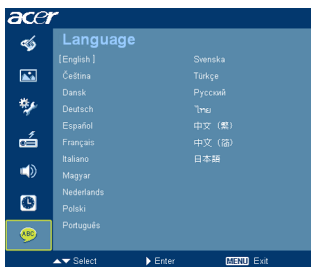 acer
Language
[English]
Čeština
Dansk
Deutsch
Español
Français
Italiano
Magyar
Nederlands
Polski
Português
Svenska
Türkçe
Русский
ไทย
中文 (繁)
中文 (简)
日本語
ABC
Select
Enter
MENU Exit